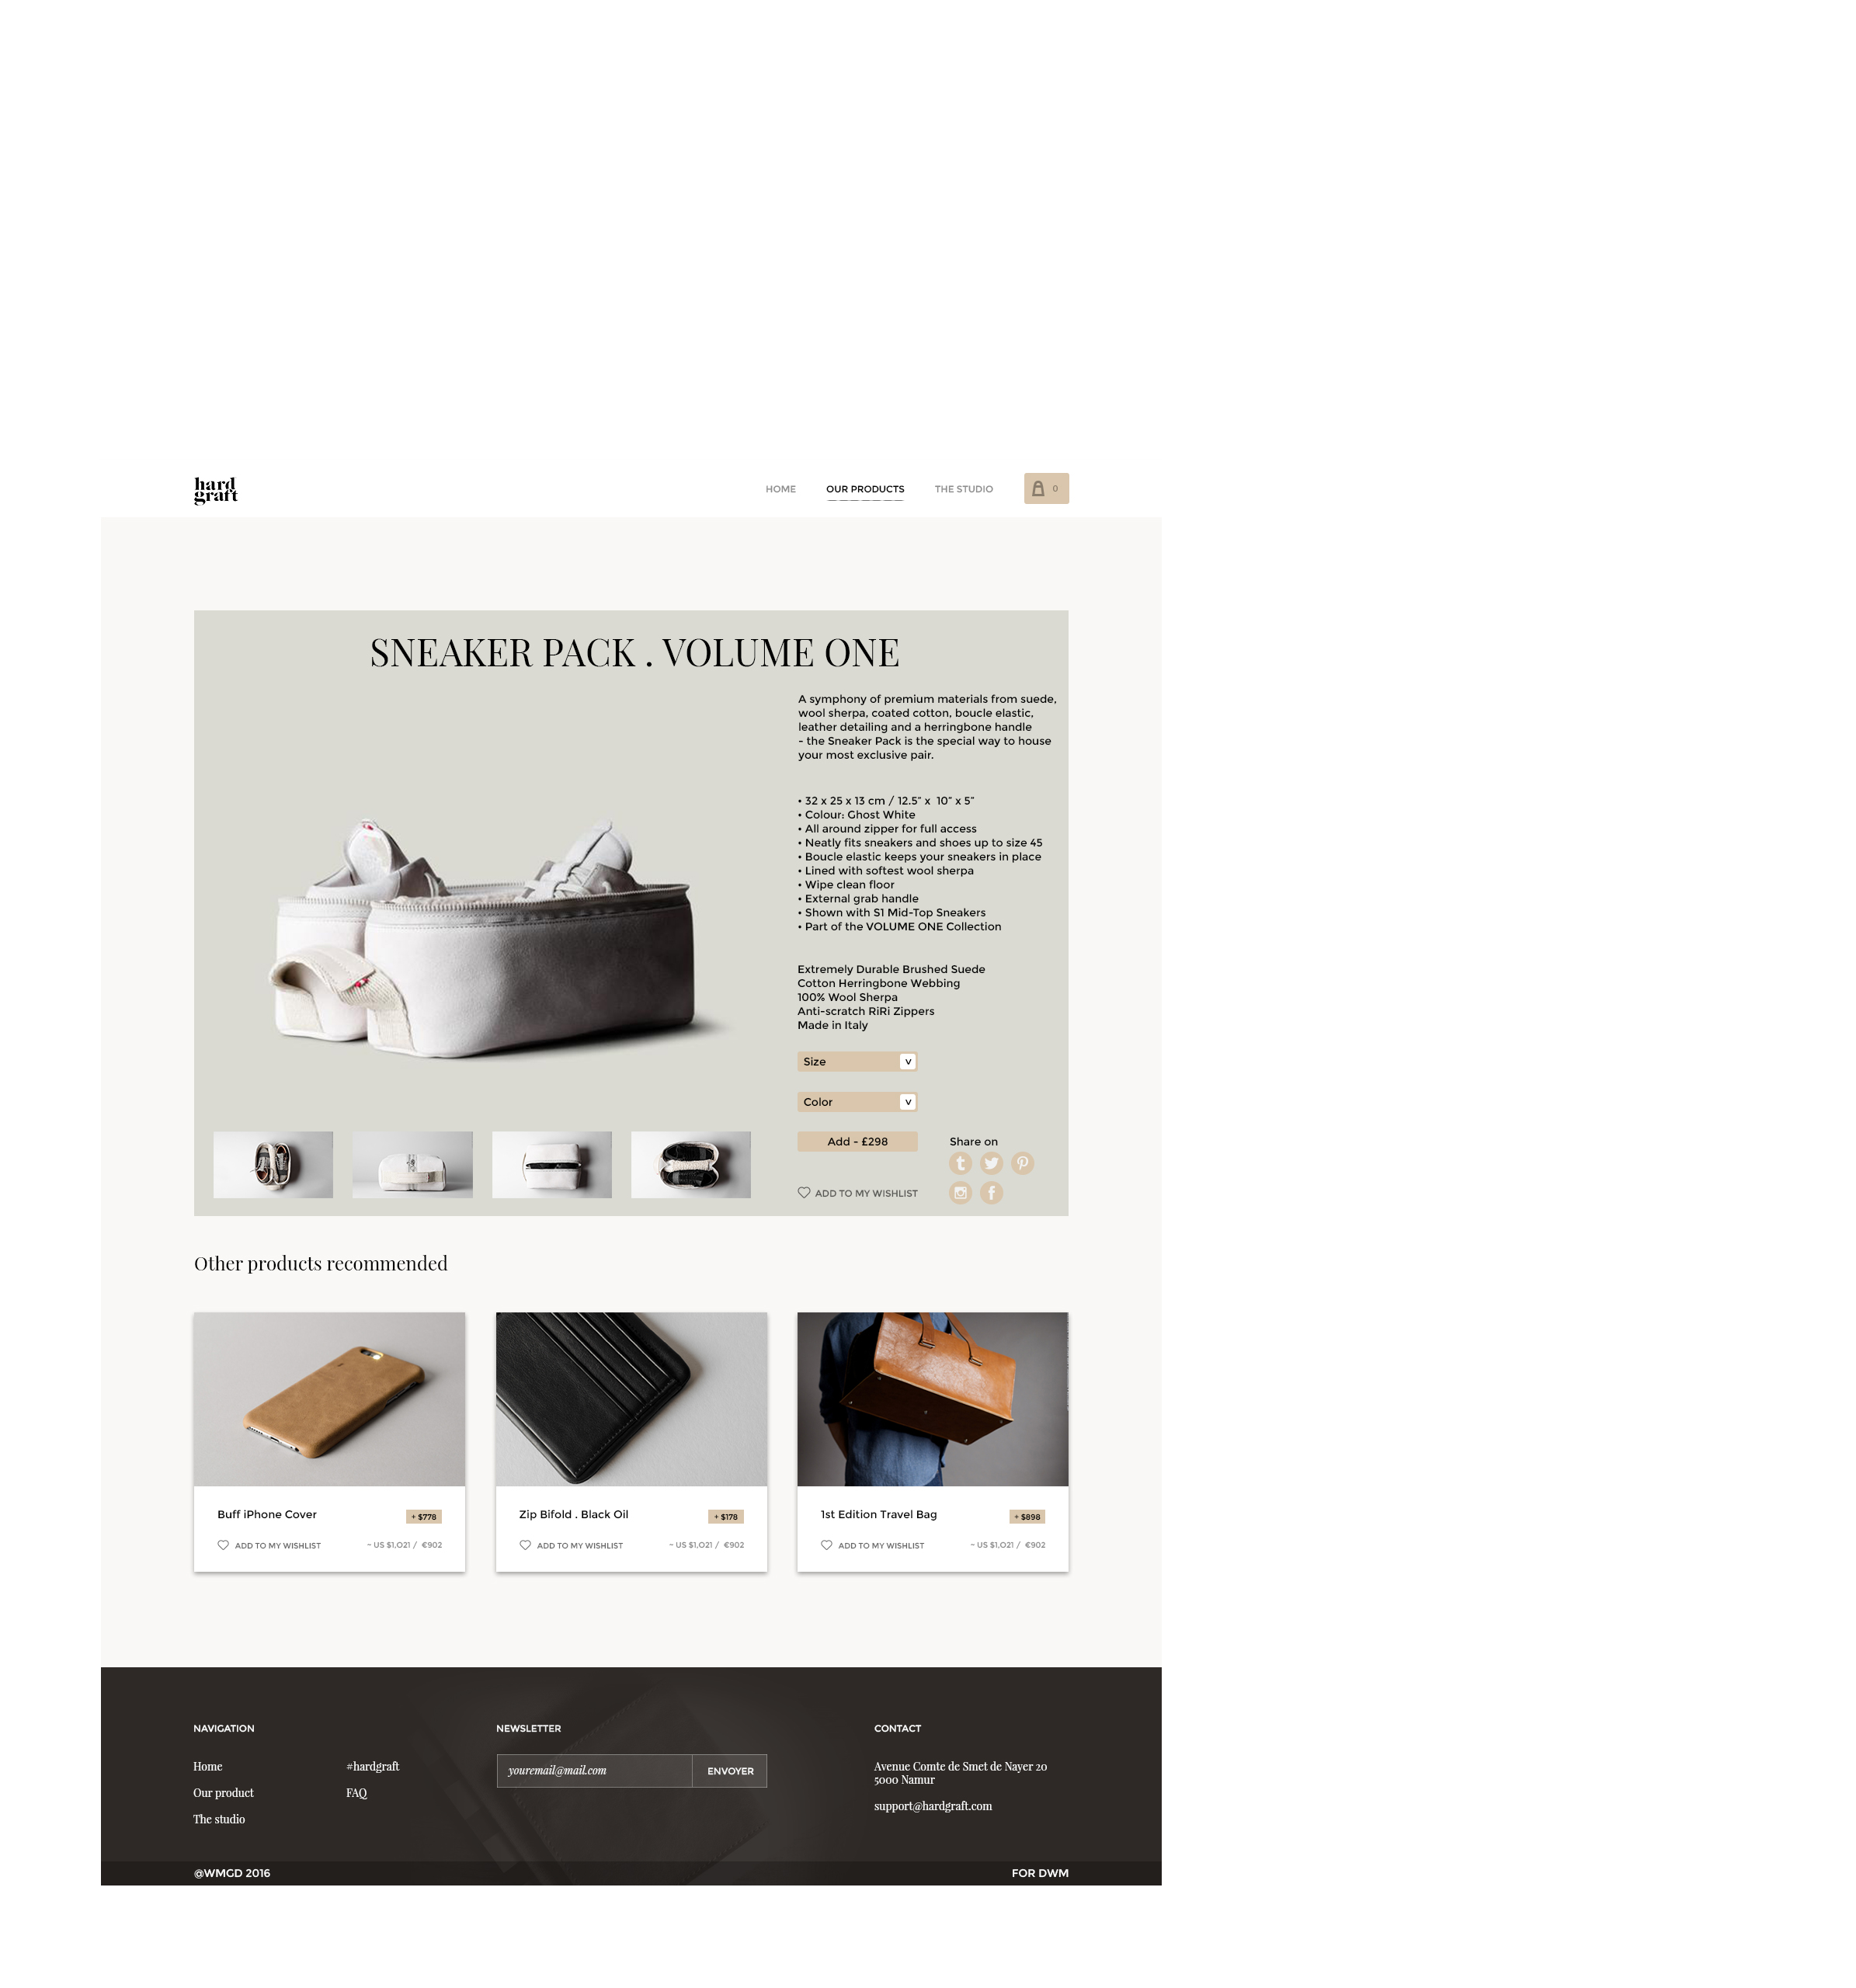 hard
graft
HOME OUR PRODUCTS THE STUDIO 0
SNEAKER PACK . VOLUME ONE
A symphony of premium materials from suede,
wool sherpa, coated cotton, boucle elastic,
leather detailing and a herringbone handle
- the Sneaker Pack is the special way to house
your most exclusive pair.
• 32 x 25 x 13 cm / 12.5” x 10” x 5”
• Colour: Ghost White
• All around zipper for full access
• Neatly fits sneakers and shoes up to size 45
• Boucle elastic keeps your sneakers in place
• Lined with softest wool sherpa
• Wipe clean floor
• External grab handle
• Shown with S1 Mid-Top Sneakers
• Part of the VOLUME ONE Collection
Extremely Durable Brushed Suede
Cotton Herringbone Webbing
100% Wool Sherpa
Anti-scratch RiRi Zippers
Made in Italy
Size v
Color v
Add - £298
Share on
ADD TO MY WISHLIST
Other products recommended
Buff iPhone Cover + $778
ADD TO MY WISHLIST ~ US $1,021 / €902
Zip Bifold . Black Oil + $178
ADD TO MY WISHLIST ~ US $1,021 / €902
1st Edition Travel Bag + $898
ADD TO MY WISHLIST ~ US $1,021 / €902
NAVIGATION
Home #hardgraft
Our product FAQ
The studio
NEWSLETTER
youremail@mail.com ENVOYER
CONTACT
Avenue Comte de Smet de Nayer 20
5000 Namur
support@hardgraft.com
@WMGD 2016 FOR DWM